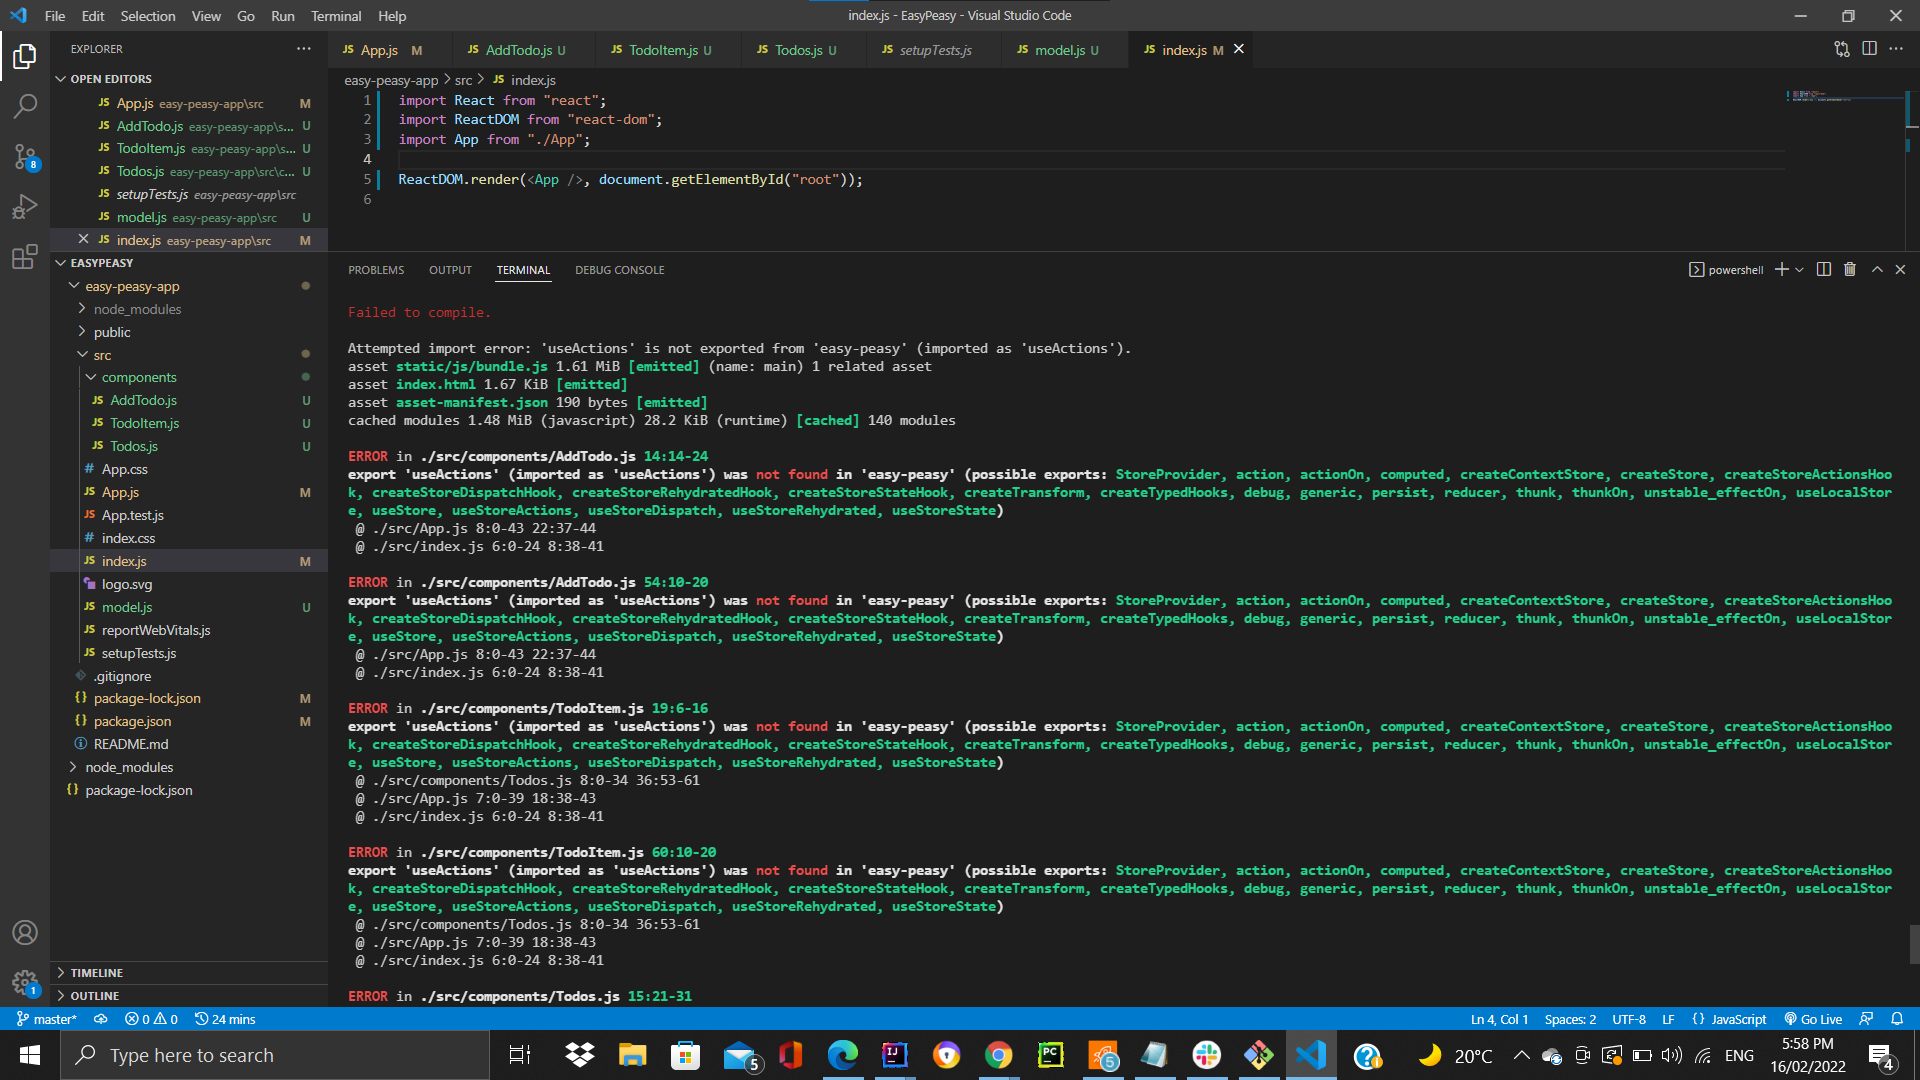 File Edit Selection View Go Run Terminal Help
index.js - EasyPeasy - Visual Studio Code
EXPLORER
OPEN EDITORS
JS App.js easy-peasy-app\src M
JS AddTodo.js easy-peasy-app\s... U
JS TodoItem.js easy-peasy-app\s... U
JS Todos.js easy-peasy-app\src\c... U
JS setupTests.js easy-peasy-app\src
JS model.js easy-peasy-app\src U
JS index.js easy-peasy-app\src M
EASYPEASY
easy-peasy-app
node_modules
public
src
components
JS AddTodo.js U
JS TodoItem.js U
JS Todos.js U
# App.css
JS App.js M
JS App.test.js
# index.css
JS index.js M
logo.svg
JS model.js U
JS reportWebVitals.js
JS setupTests.js
.gitignore
{} package-lock.json M
{} package.json M
README.md
node_modules
{} package-lock.json
TIMELINE
OUTLINE
JS App.js M JS AddTodo.js U JS TodoItem.js U JS Todos.js U JS setupTests.js JS model.js U JS index.js M
easy-peasy-app > src > JS index.js
1 import React from "react";
2 import ReactDOM from "react-dom";
3 import App from "./App";
4
5 ReactDOM.render(<App />, document.getElementById("root"));
6
PROBLEMS OUTPUT TERMINAL DEBUG CONSOLE
powershell
Failed to compile.
Attempted import error: 'useActions' is not exported from 'easy-peasy' (imported as 'useActions').
asset static/js/bundle.js 1.61 MiB [emitted] (name: main) 1 related asset
asset index.html 1.67 KiB [emitted]
asset asset-manifest.json 190 bytes [emitted]
cached modules 1.48 MiB (javascript) 28.2 KiB (runtime) [cached] 140 modules
ERROR in ./src/components/AddTodo.js 14:14-24
export 'useActions' (imported as 'useActions') was not found in 'easy-peasy' (possible exports: StoreProvider, action, actionOn, computed, createContextStore, createStore, createStoreActionsHoo
k, createStoreDispatchHook, createStoreRehydratedHook, createStoreStateHook, createTransform, createTypedHooks, debug, generic, persist, reducer, thunk, thunkOn, unstable_effectOn, useLocalStor
e, useStore, useStoreActions, useStoreDispatch, useStoreRehydrated, useStoreState)
@ ./src/App.js 8:0-43 22:37-44
@ ./src/index.js 6:0-24 8:38-41
ERROR in ./src/components/AddTodo.js 54:10-20
export 'useActions' (imported as 'useActions') was not found in 'easy-peasy' (possible exports: StoreProvider, action, actionOn, computed, createContextStore, createStore, createStoreActionsHoo
k, createStoreDispatchHook, createStoreRehydratedHook, createStoreStateHook, createTransform, createTypedHooks, debug, generic, persist, reducer, thunk, thunkOn, unstable_effectOn, useLocalStor
e, useStore, useStoreActions, useStoreDispatch, useStoreRehydrated, useStoreState)
@ ./src/App.js 8:0-43 22:37-44
@ ./src/index.js 6:0-24 8:38-41
ERROR in ./src/components/TodoItem.js 19:6-16
export 'useActions' (imported as 'useActions') was not found in 'easy-peasy' (possible exports: StoreProvider, action, actionOn, computed, createContextStore, createStore, createStoreActionsHoo
k, createStoreDispatchHook, createStoreRehydratedHook, createStoreStateHook, createTransform, createTypedHooks, debug, generic, persist, reducer, thunk, thunkOn, unstable_effectOn, useLocalStor
e, useStore, useStoreActions, useStoreDispatch, useStoreRehydrated, useStoreState)
@ ./src/components/Todos.js 8:0-34 36:53-61
@ ./src/App.js 7:0-39 18:38-43
@ ./src/index.js 6:0-24 8:38-41
ERROR in ./src/components/TodoItem.js 60:10-20
export 'useActions' (imported as 'useActions') was not found in 'easy-peasy' (possible exports: StoreProvider, action, actionOn, computed, createContextStore, createStore, createStoreActionsHoo
k, createStoreDispatchHook, createStoreRehydratedHook, createStoreStateHook, createTransform, createTypedHooks, debug, generic, persist, reducer, thunk, thunkOn, unstable_effectOn, useLocalStor
e, useStore, useStoreActions, useStoreDispatch, useStoreRehydrated, useStoreState)
@ ./src/components/Todos.js 8:0-34 36:53-61
@ ./src/App.js 7:0-39 18:38-43
@ ./src/index.js 6:0-24 8:38-41
ERROR in ./src/components/Todos.js 15:21-31
8
1
master* 0 0 24 mins
Ln 4, Col 1 Spaces: 2 UTF-8 LF {} JavaScript Go Live
Type here to search
5
IJ
PC
5
20°C
ENG
5:58 PM
16/02/2022
4